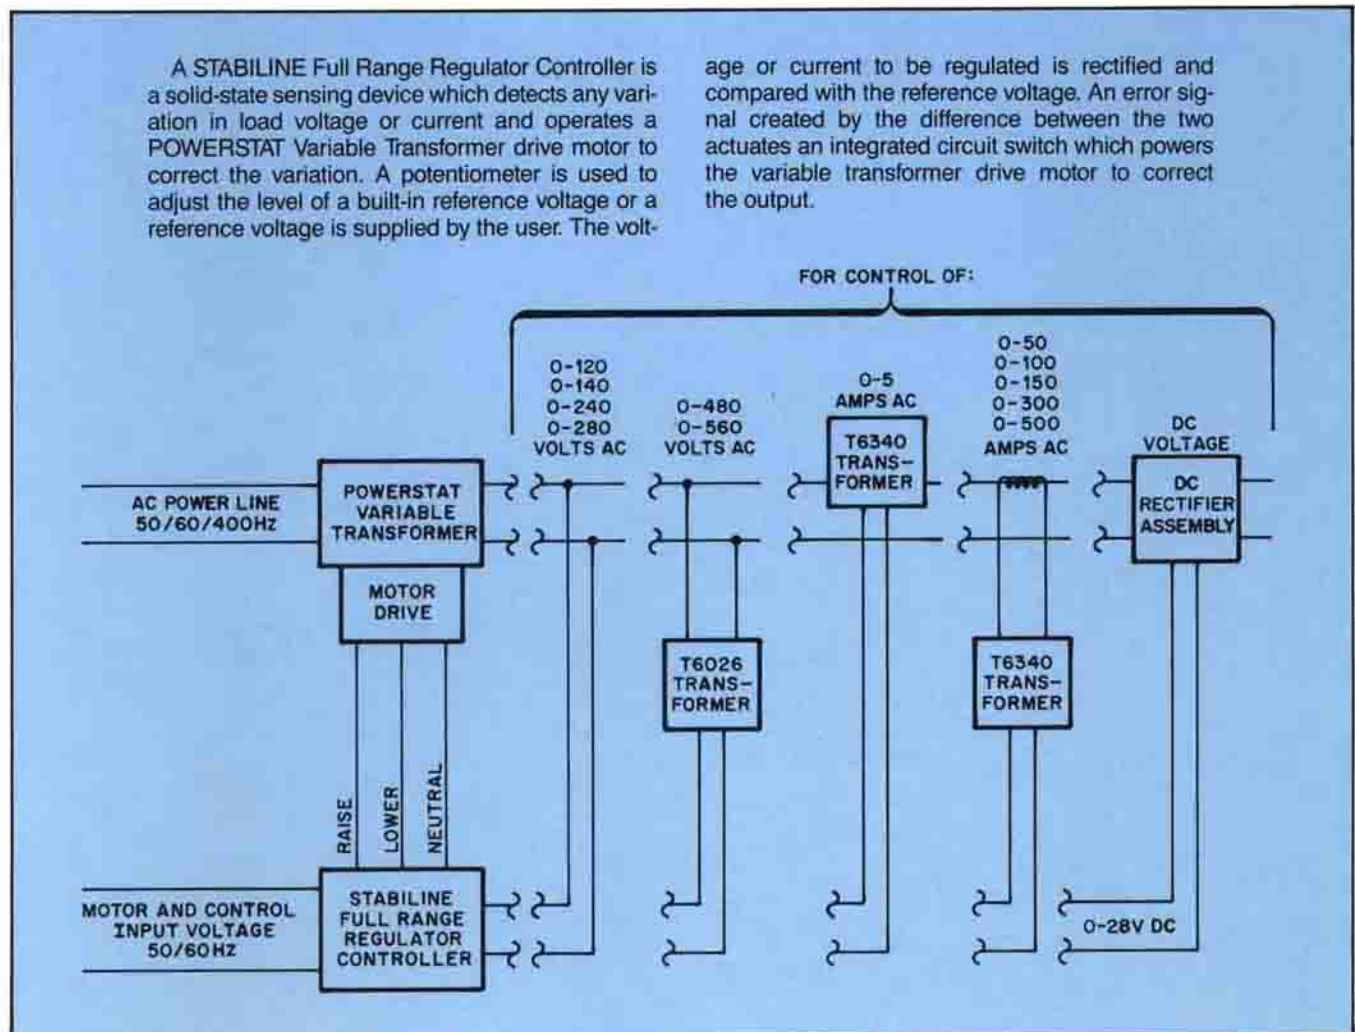 A STABILINE Full Range Regulator Controller is
a solid-state sensing device which detects any vari-
ation in load voltage or current and operates a
POWERSTAT Variable Transformer drive motor to
correct the variation. A potentiometer is used to
adjust the level of a built-in reference voltage or a
reference voltage is supplied by the user. The volt-
age or current to be regulated is rectified and
compared with the reference voltage. An error sig-
nal created by the difference between the two
actuates an integrated circuit switch which powers
the variable transformer drive motor to correct
the output.
FOR CONTROL OF:
0-120
0-140
0-240
0-280
VOLTS AC
0-480
0-560
VOLTS AC
0-5
AMPS AC
0-50
0-100
0-150
0-300
0-500
AMPS AC
DC
VOLTAGE
AC POWER LINE
50/60/400Hz
POWERSTAT
VARIABLE
TRANSFORMER
T6340
TRANS-
FORMER
DC
RECTIFIER
ASSEMBLY
MOTOR
DRIVE
T6026
TRANS-
FORMER
T6340
TRANS-
FORMER
RAISE
LOWER
NEUTRAL
MOTOR AND CONTROL
INPUT VOLTAGE
50/60Hz
STABILINE
FULL RANGE
REGULATOR
CONTROLLER
0-28V DC